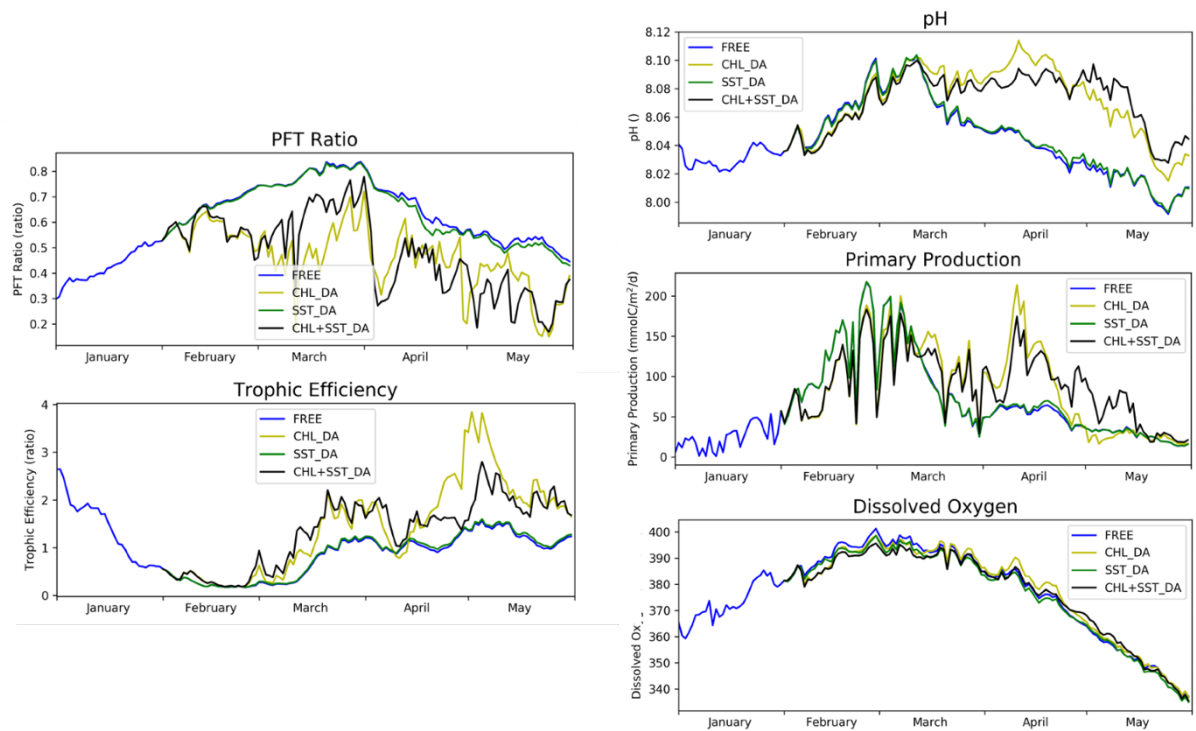 PFT Ratio
PFT Ratio (ratio)
0.8
0.7
0.6
0.5
0.4
0.3
0.2
FREE
CHL_DA
SST_DA
CHL+SST_DA
January February March April May
Trophic Efficiency
Trophic Efficiency (ratio)
4
3
2
1
0
FREE
CHL_DA
SST_DA
CHL+SST_DA
January February March April May
pH
pH ()
8.12
8.10
8.08
8.06
8.04
8.02
8.00
FREE
CHL_DA
SST_DA
CHL+SST_DA
January February March April May
Primary Production
Primary Production (mmolC/m²/d)
200
150
100
50
0
FREE
CHL_DA
SST_DA
CHL+SST_DA
January February March April May
Dissolved Oxygen
Dissolved
400
390
380
370
360
350
340
FREE
CHL_DA
SST_DA
CHL+SST_DA
January February March April May